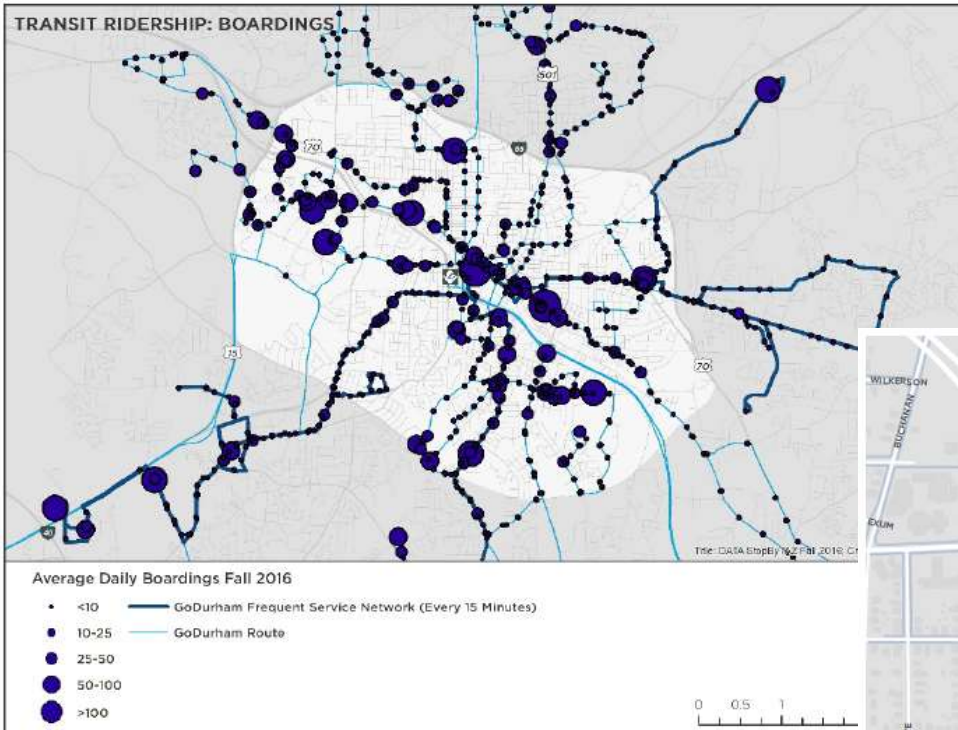 TRANSIT RIDERSHIP: BOARDINGS
501
70
85
15
70
40
WILKERSON
BUCHANAN
EXUM
Average Daily Boardings Fall 2016
<10
GoDurham Frequent Service Network (Every 15 Minutes)
10-25
GoDurham Route
25-50
50-100
>100
0 0.5 1